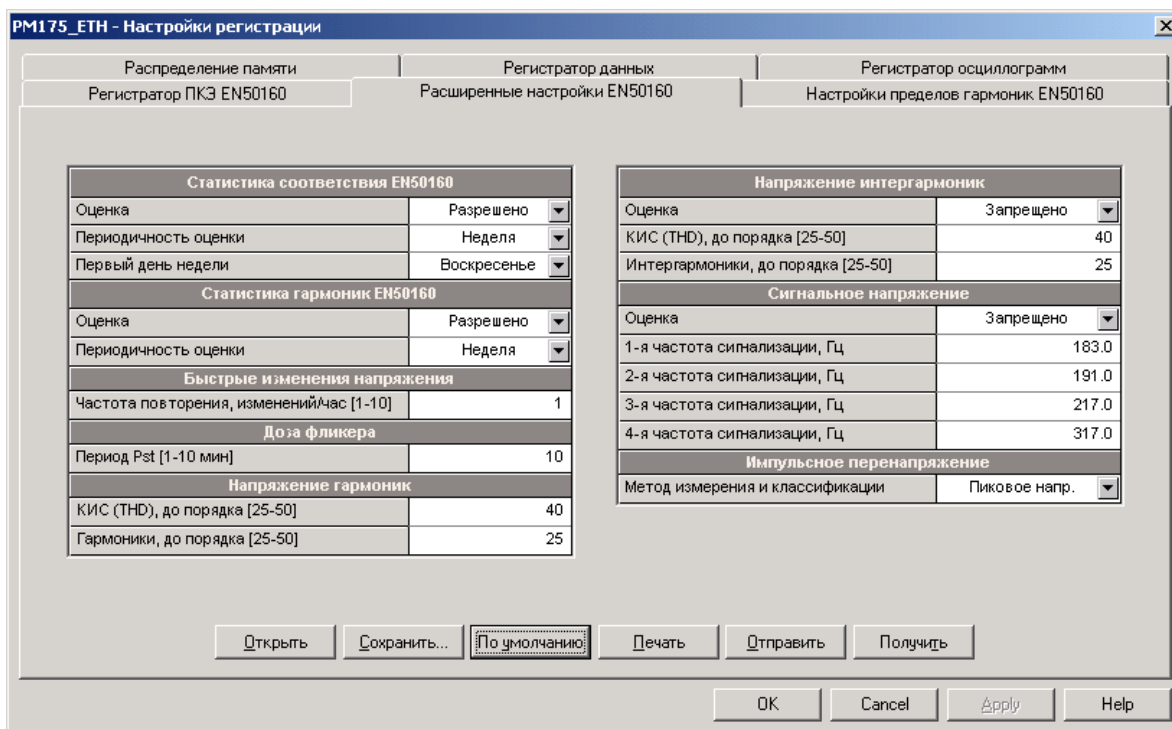 PM175_ETH - Настройки регистрации
Распределение памяти
Регистратор данных
Регистратор осциллограмм
Регистратор ПКЭ EN50160
Расширенные настройки EN50160
Настройки пределов гармоник EN50160
Статистика соответствия EN50160
Оценка Разрешено
Периодичность оценки Неделя
Первый день недели Воскресенье
Статистика гармоник EN50160
Оценка Разрешено
Периодичность оценки Неделя
Быстрые изменения напряжения
Частота повторения, изменений/час [1-10] 1
Доза фликера
Период Pst [1-10 мин] 10
Напряжение гармоник
КИС (THD), до порядка [25-50] 40
Гармоники, до порядка [25-50] 25
Напряжение интергармоник
Оценка Запрещено
КИС (THD), до порядка [25-50] 40
Интергармоники, до порядка [25-50] 25
Сигнальное напряжение
Оценка Запрещено
1-я частота сигнализации, Гц 183.0
2-я частота сигнализации, Гц 191.0
3-я частота сигнализации, Гц 217.0
4-я частота сигнализации, Гц 317.0
Импульсное перенапряжение
Метод измерения и классификации Пиковое напр.
Открыть
Сохранить...
По умолчанию
Печать
Отправить
Получить
OK
Cancel
Apply
Help